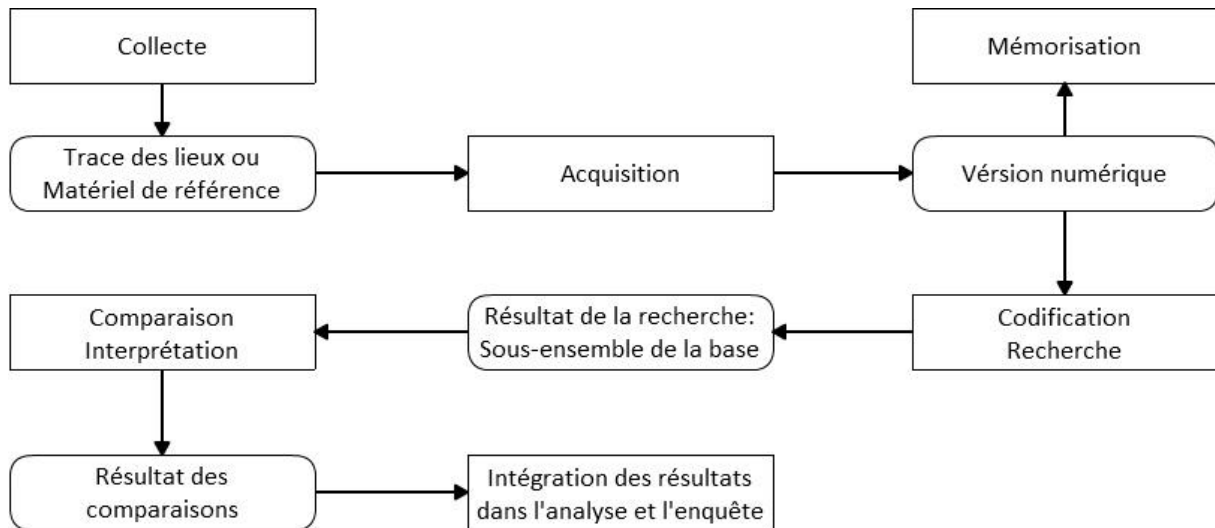 Collecte
Mémorisation
Trace des lieux ou
Matériel de référence
Acquisition
Vérsion numérique
Comparaison
Interprétation
Résultat de la recherche:
Sous-ensemble de la base
Codification
Recherche
Résultat des
comparaisons
Intégration des résultats
dans l'analyse et l'enquête